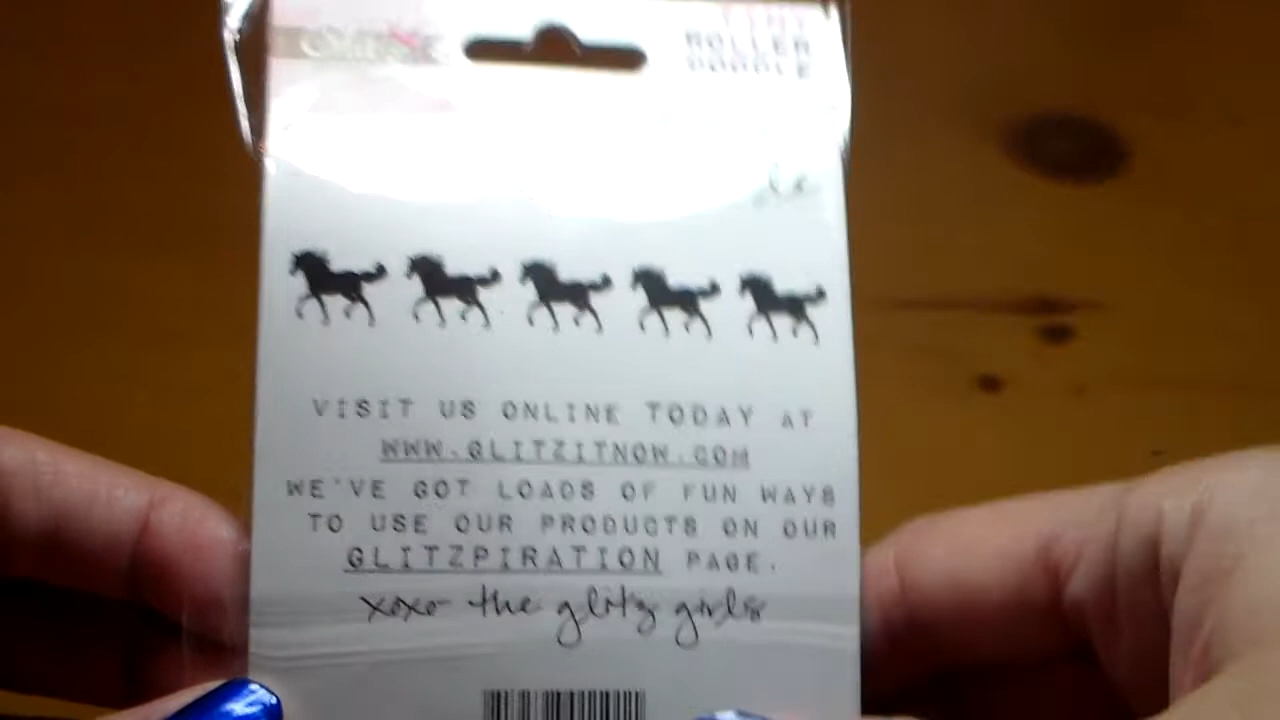 ROLLER
VISIT US ONLINE TODAY AT
WWW.GLITZITNOW.COM
WE'VE GOT LOADS OF FUN WAYS
TO USE OUR PRODUCTS ON OUR
GLITZPIRATION PAGE.
xoxo the glitz girls